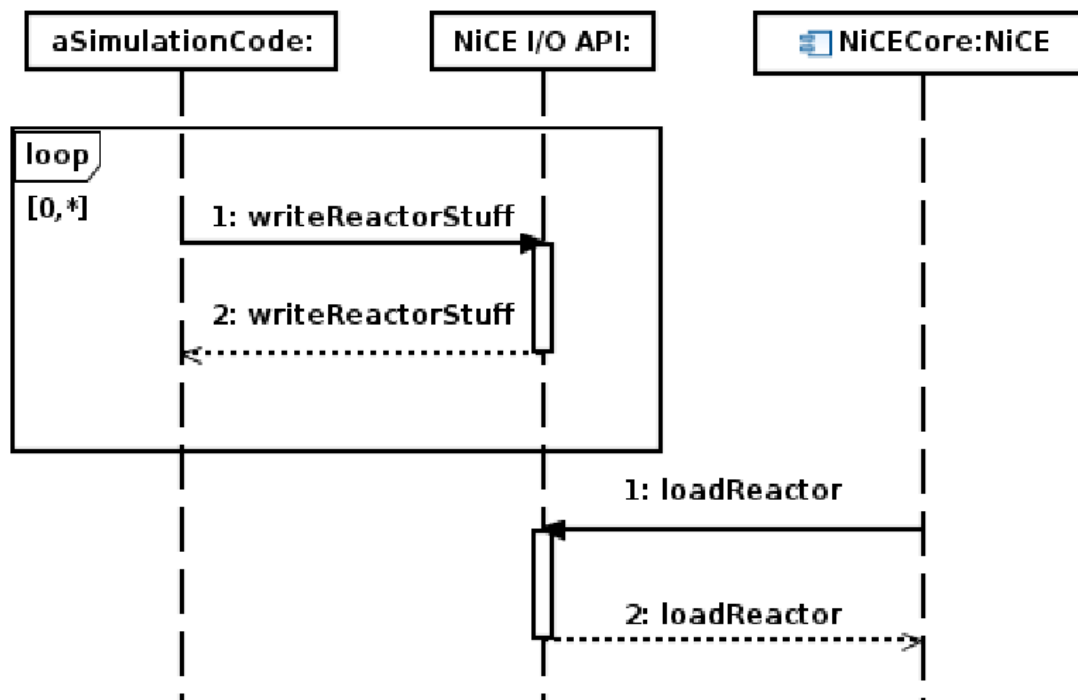 aSimulationCode:
NiCE I/O API:
NiCECore:NiCE
loop
[0,*]
1: writeReactorStuff
2: writeReactorStuff
1: loadReactor
2: loadReactor